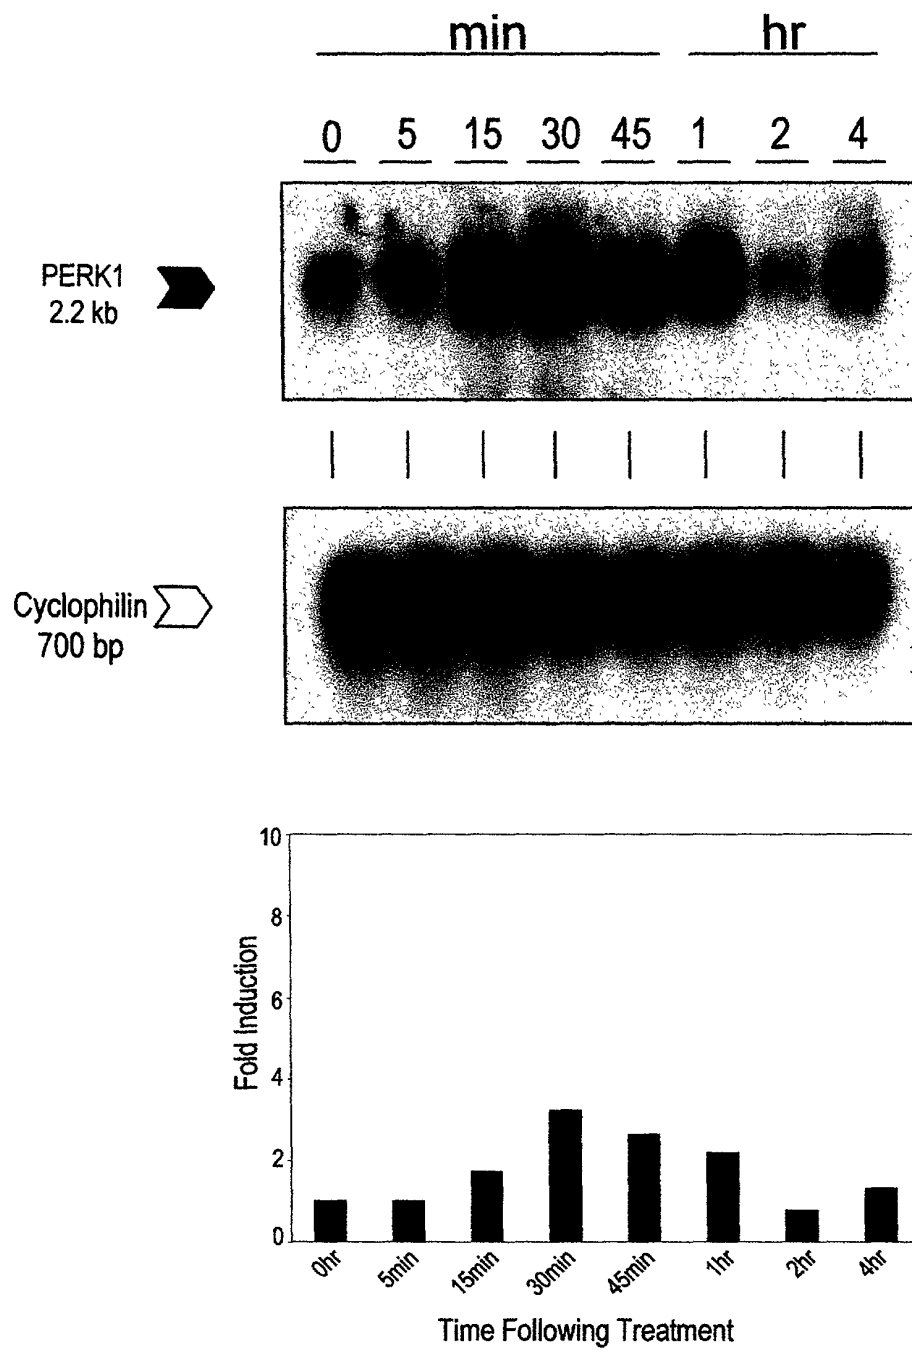 min hr
0 5 15 30 45 1 2 4
PERK1
2.2 kb
Cyclophilin
700 bp
10
8
6
4
2
0
Fold Induction
0hr 5min 15min 30min 45min 1hr 2hr 4hr
Time Following Treatment